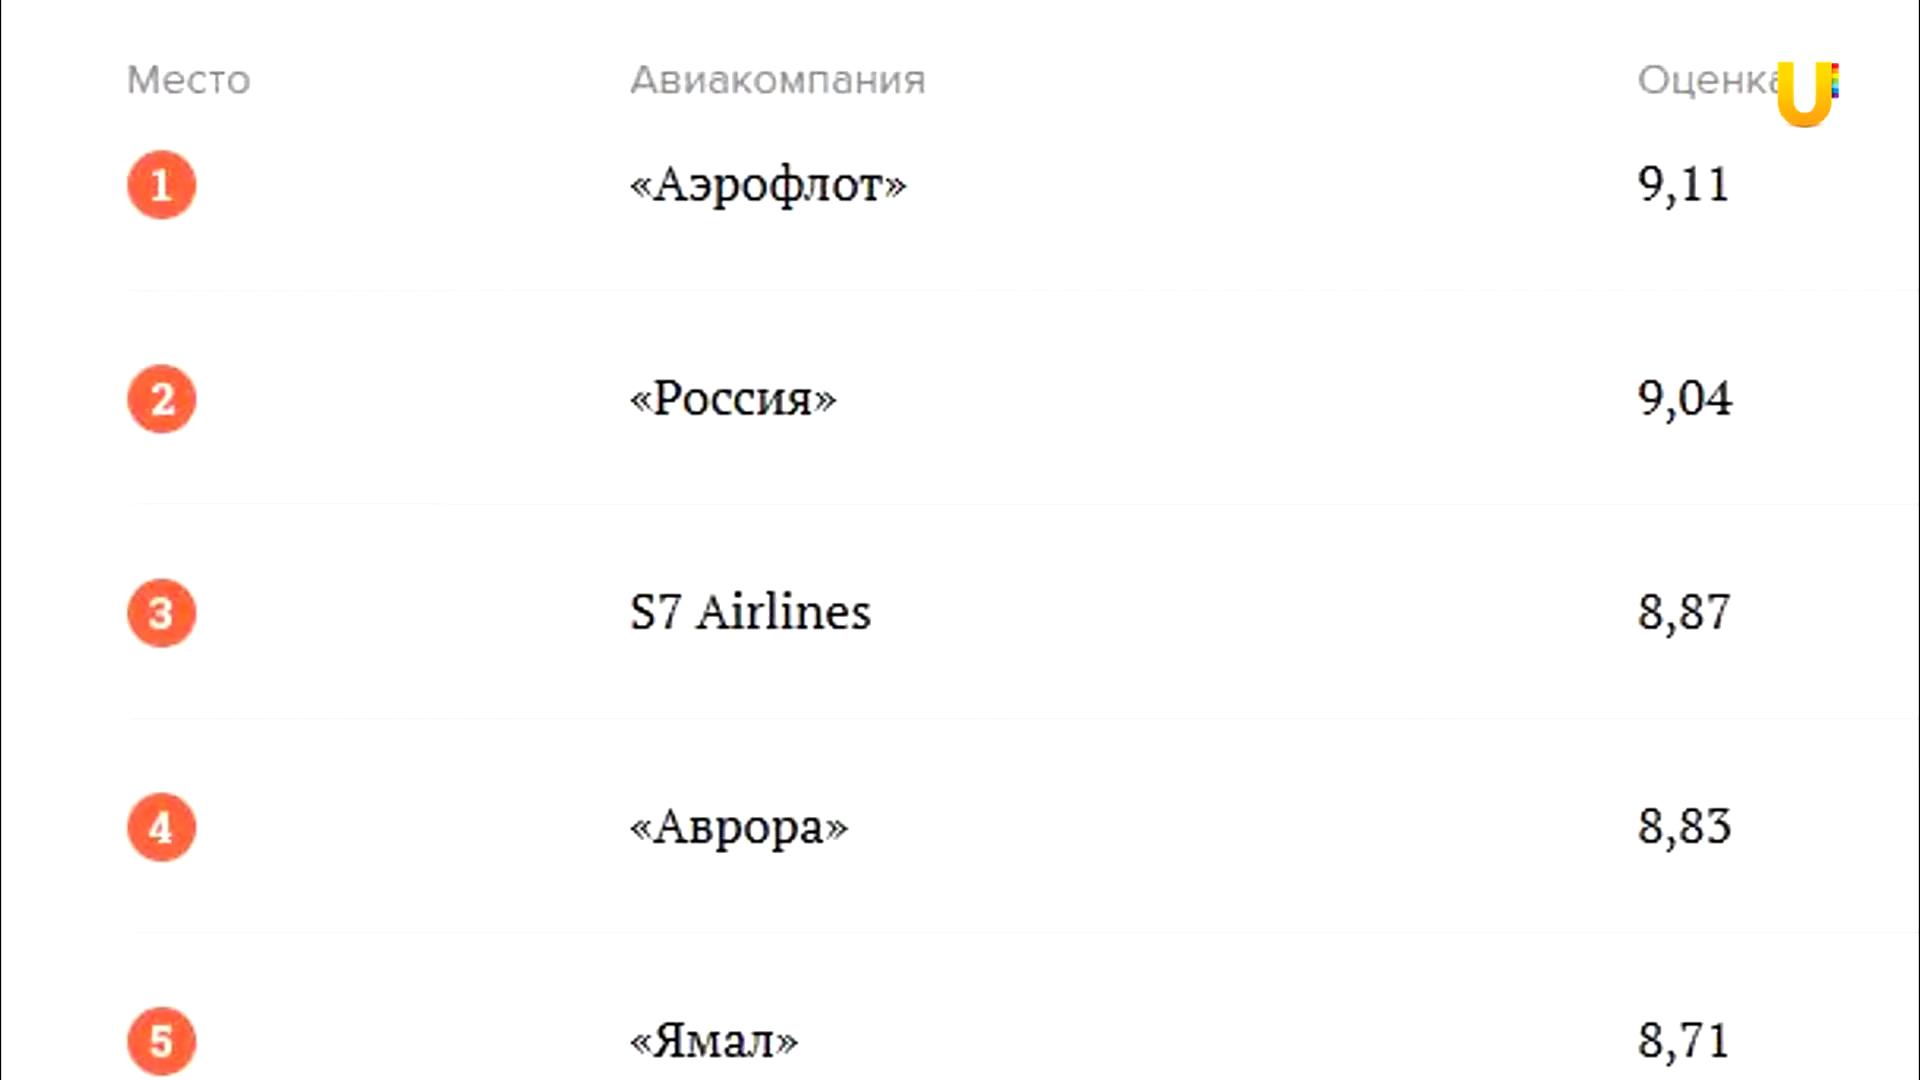 Место Авиакомпания Оценка
1 «Аэрофлот» 9,11
2 «Россия» 9,04
3 S7 Airlines 8,87
4 «Аврора» 8,83
5 «Ямал» 8,71
U